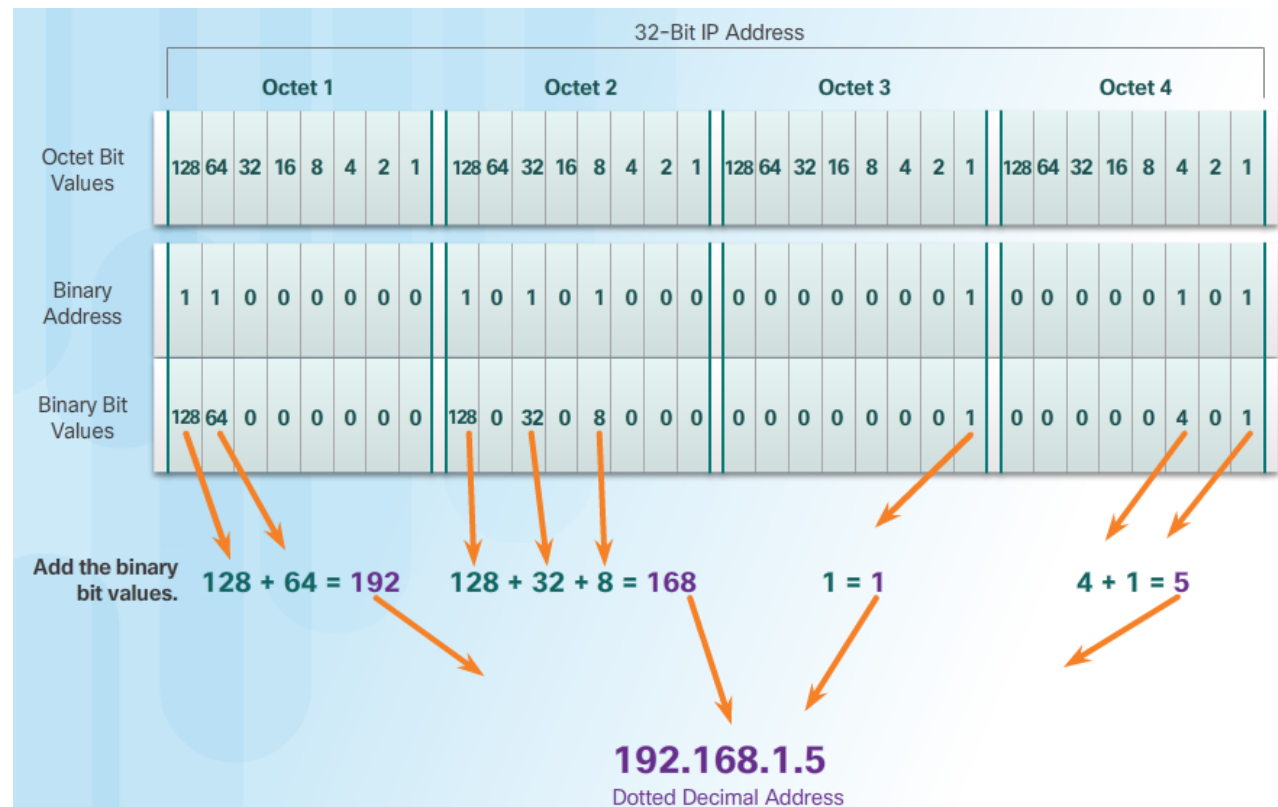 32-Bit IP Address
Octet 1 Octet 2 Octet 3 Octet 4
Octet Bit
Values
128 64 32 16 8 4 2 1 128 64 32 16 8 4 2 1 128 64 32 16 8 4 2 1 128 64 32 16 8 4 2 1
Binary
Address
1 1 0 0 0 0 0 0 1 0 1 0 1 0 0 0 0 0 0 0 0 0 0 1 0 0 0 0 0 1 0 1
Binary Bit
Values
128 64 0 0 0 0 0 0 128 0 32 0 8 0 0 0 0 0 0 0 0 0 0 1 0 0 0 0 0 4 0 1
Add the binary
bit values.
128 + 64 = 192 128 + 32 + 8 = 168 1 = 1 4 + 1 = 5
192.168.1.5
Dotted Decimal Address